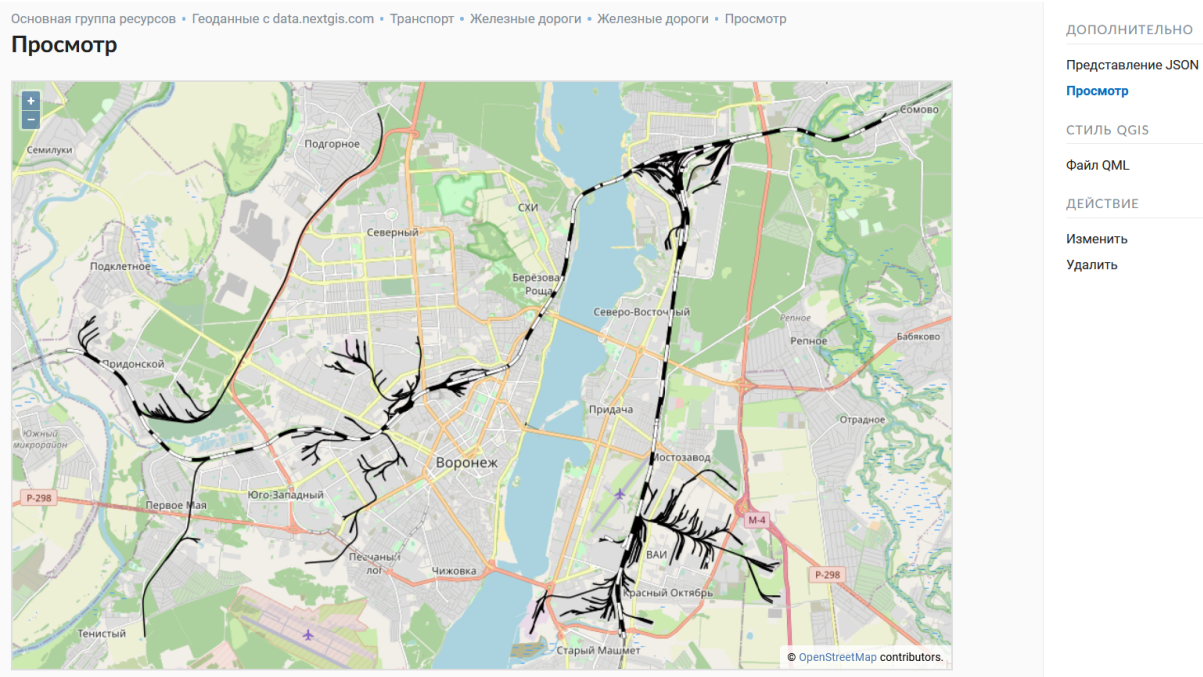 Основная группа ресурсов • Геоданные с data.nextgis.com • Транспорт • Железные дороги • Железные дороги • Просмотр
Просмотр
ДОПОЛНИТЕЛЬНО
Представление JSON
Просмотр
СТИЛЬ QGIS
Файл QML
ДЕЙСТВИЕ
Изменить
Удалить
+
−
Сомово
Подгорное
Семилуки
СХИ
Северный
Подклетное
Берёзовая
Роща
Северо-Восточный
Репное
Репное
Бабяково
Придонской
Придача
Отрадное
Южный
микрорайон
Мостозавод
Воронеж
Р-298
Юго-Западный
Первое Мая
М-4
ВАИ
Песчаный
лог
Чижовка
Р-298
Красный Октябрь
Тенистый
Старый Машмет
© OpenStreetMap contributors.